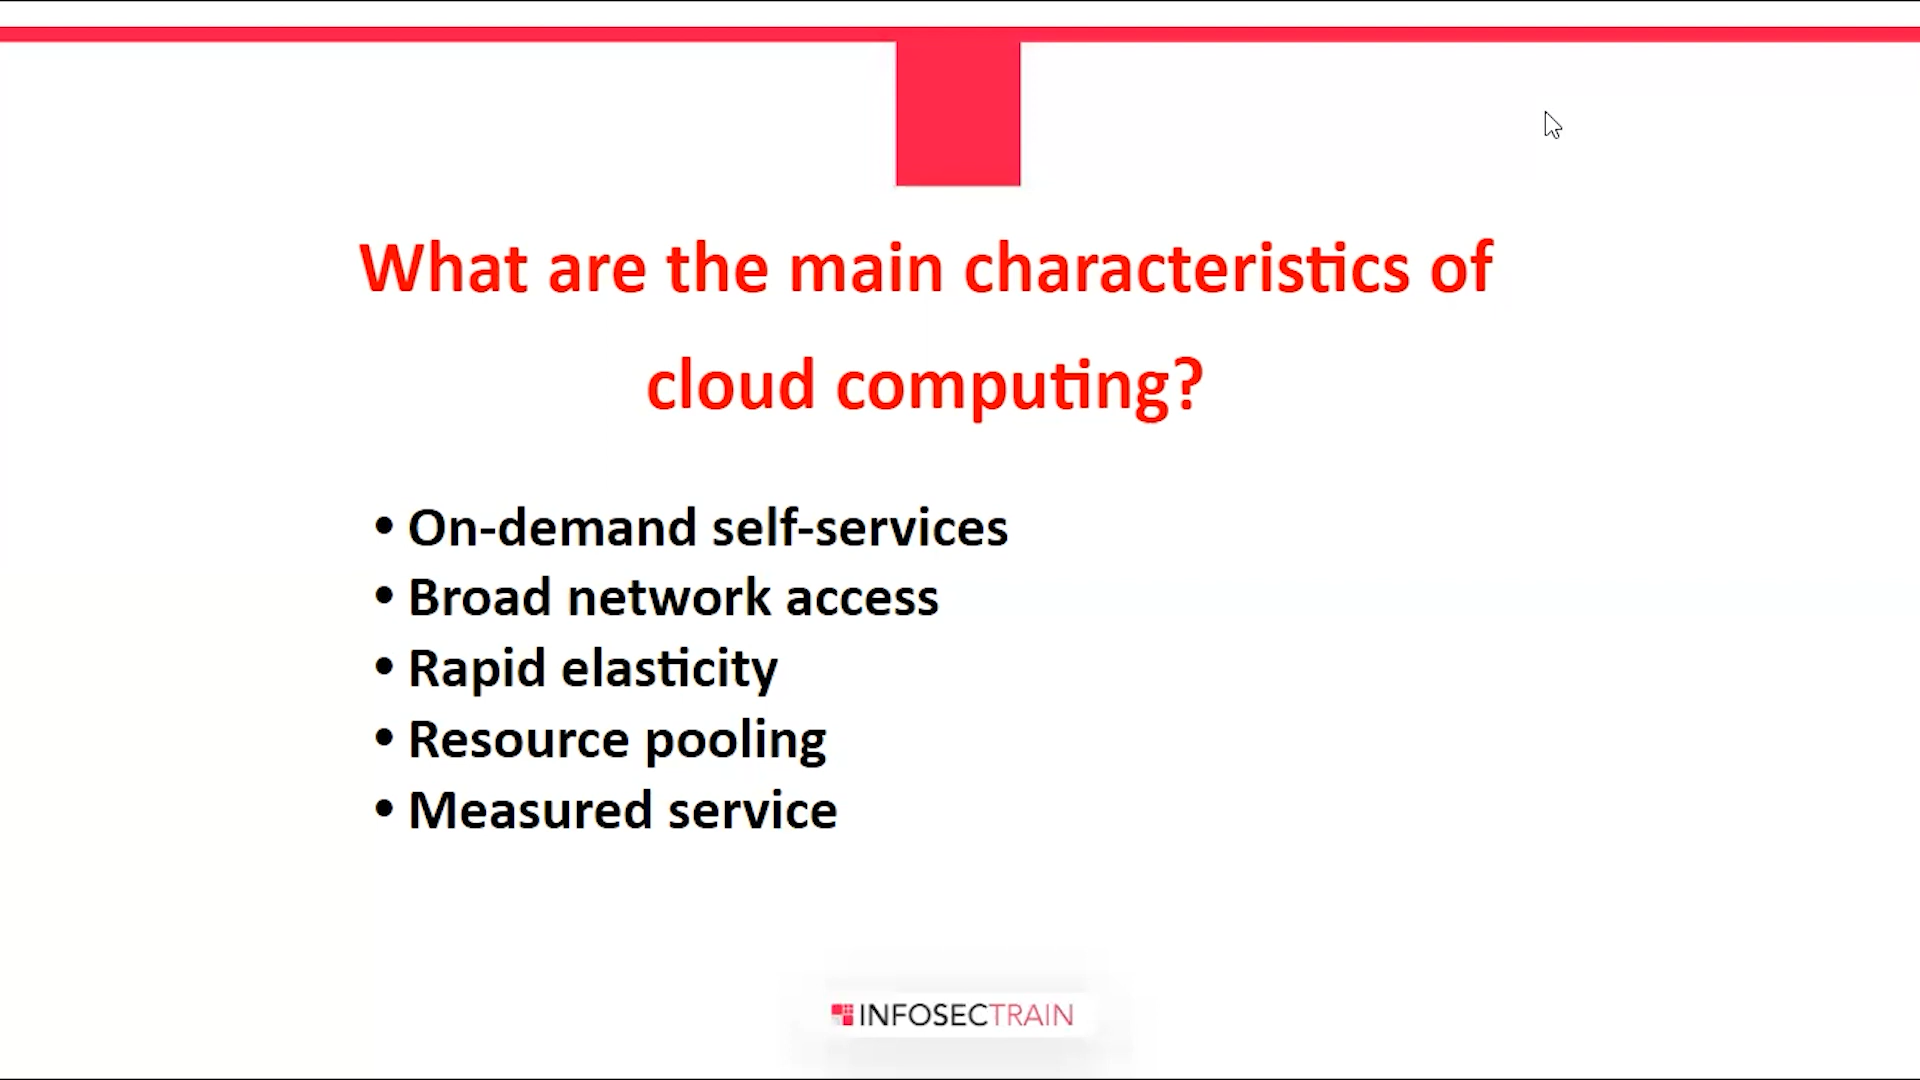 What are the main characteristics of
cloud computing?
• On-demand self-services
• Broad network access
• Rapid elasticity
• Resource pooling
• Measured service
INFOSECTRAIN